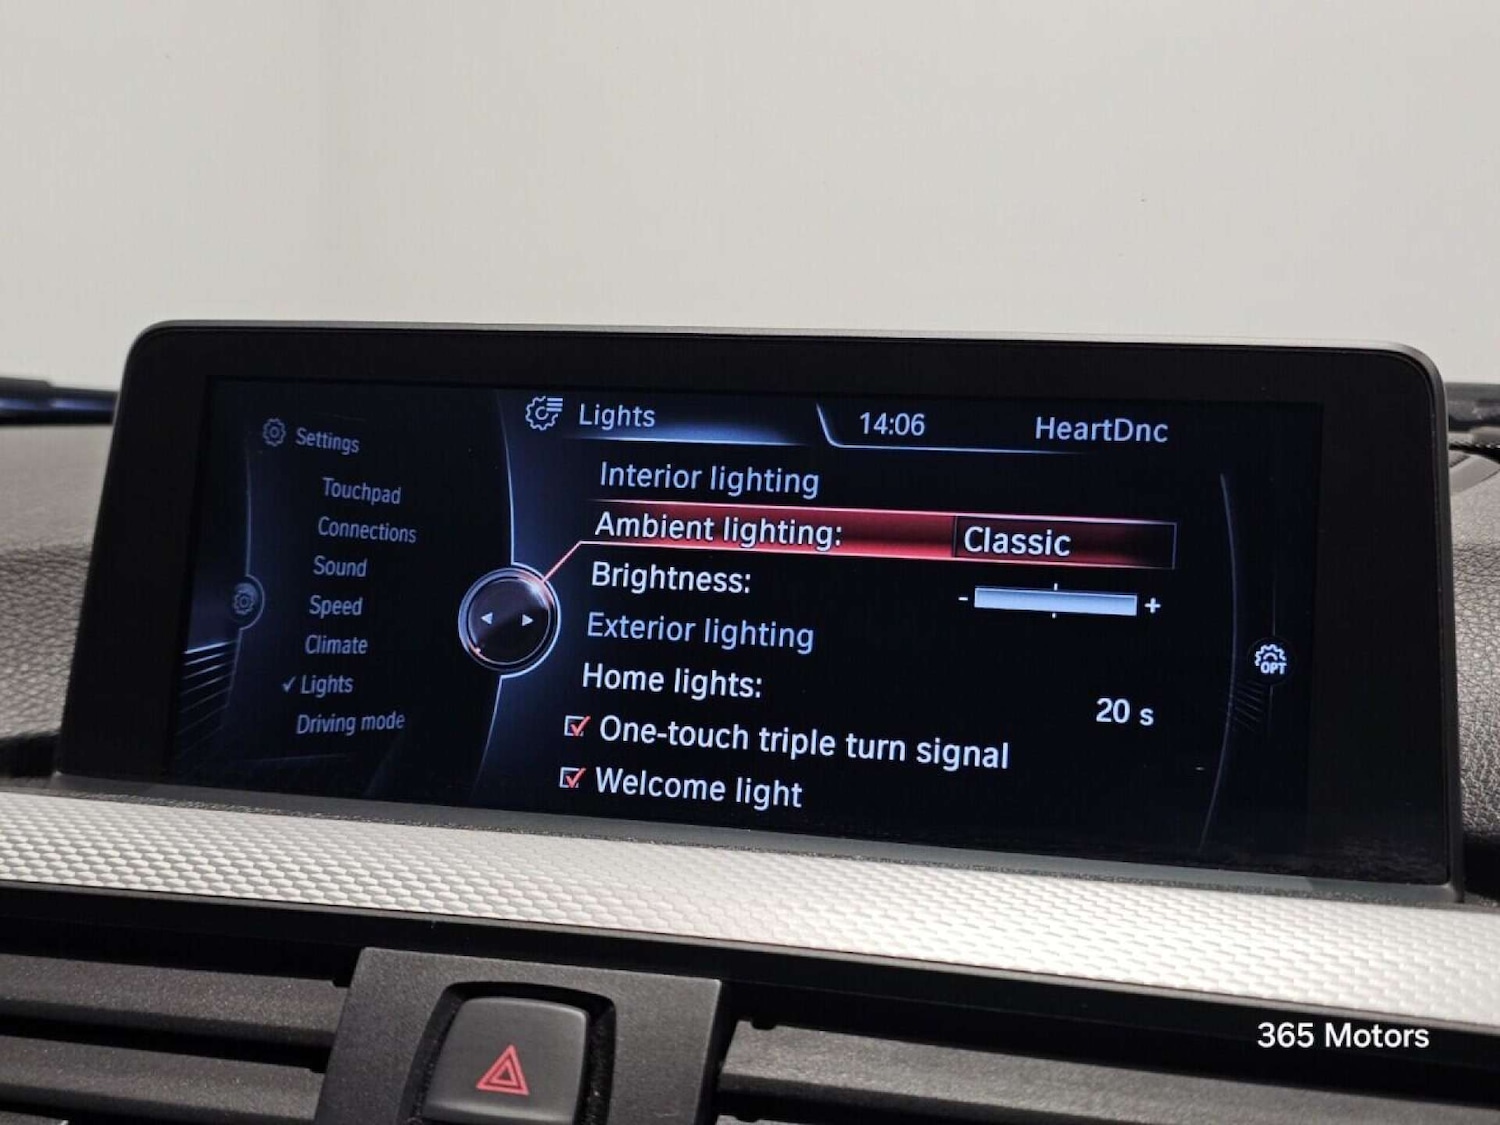 Settings
Touchpad
Connections
Sound
Speed
Climate
✓ Lights
Driving mode
Lights
14:06
HeartDnc
Interior lighting
Ambient lighting: Classic
Brightness: - +
Exterior lighting
Home lights: 20 s
One-touch triple turn signal
Welcome light
OPT
365 Motors